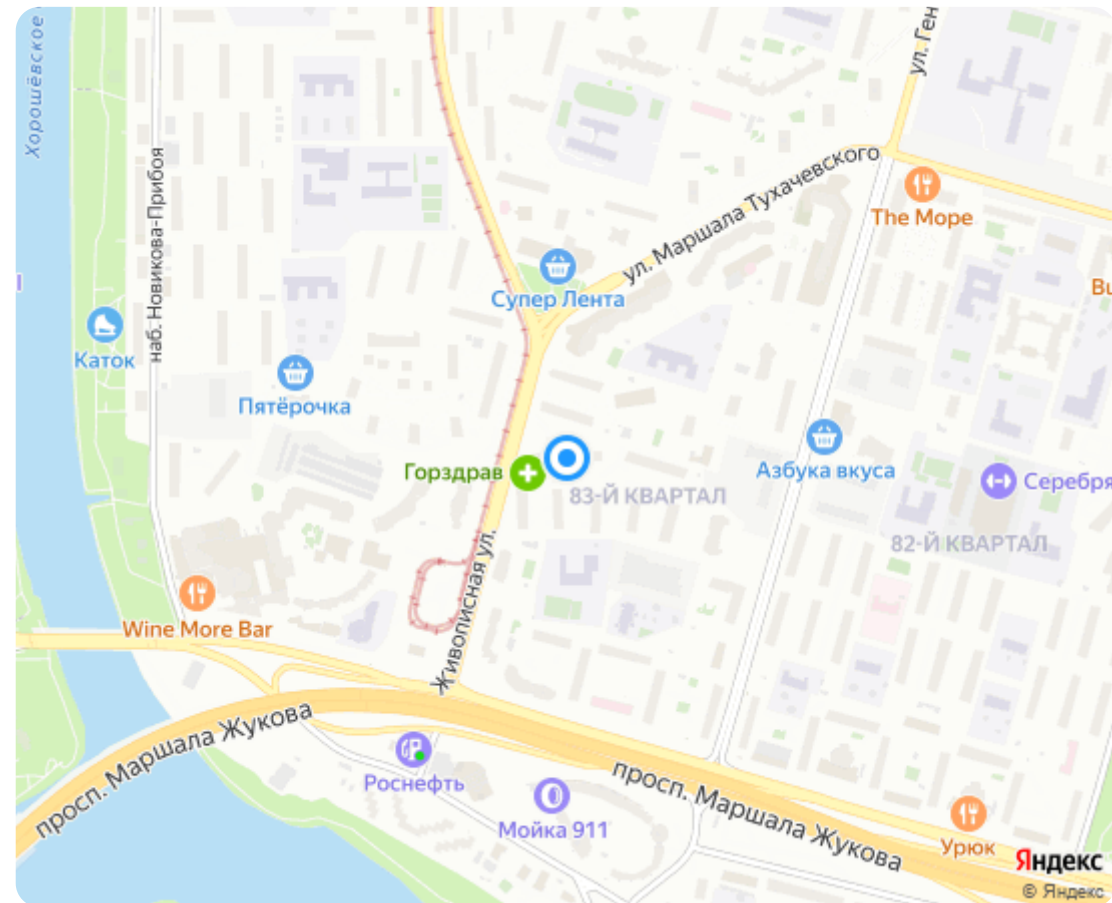 Хорошёвское
ул. Ген
наб. Новикова-Прибоя
ул. Маршала Тухачевского
The Море
Супер Лента
Каток
Пятёрочка
Азбука вкуса
Горздрав
83-Й КВАРТАЛ
Серебря
82-Й КВАРТАЛ
Живописная ул.
Wine More Bar
просп. Маршала Жукова
Роснефть
просп. Маршала Жукова
Мойка 911
Урюк
Яндекс
© Яндекс